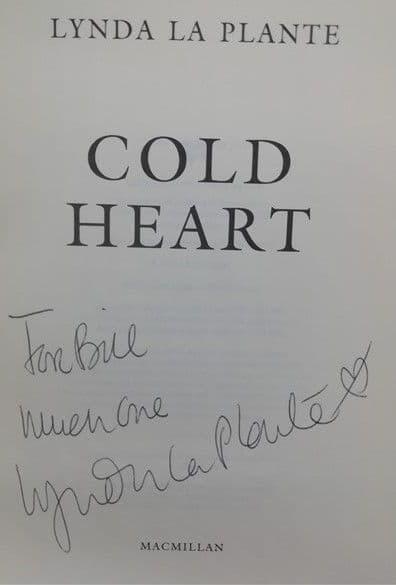 LYNDA LA PLANTE
COLD
HEART
For Bill
Much love
Lynda La Plante
MACMILLAN